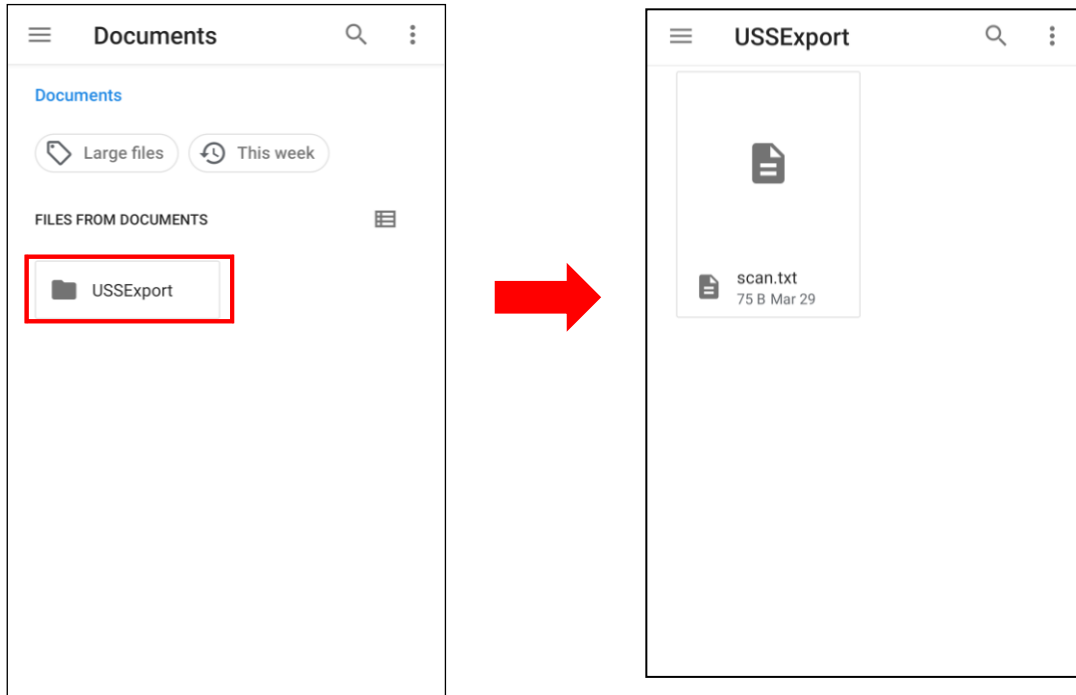 Documents
Documents
Large files
This week
FILES FROM DOCUMENTS
USSExport
USSExport
scan.txt
75 B Mar 29